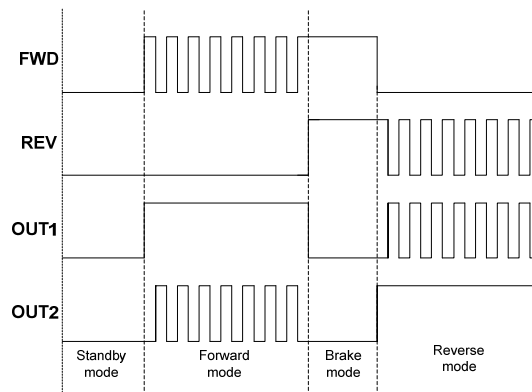 FWD
REV
OUT1
OUT2
Standby
mode
Forward
mode
Brake
mode
Reverse
mode